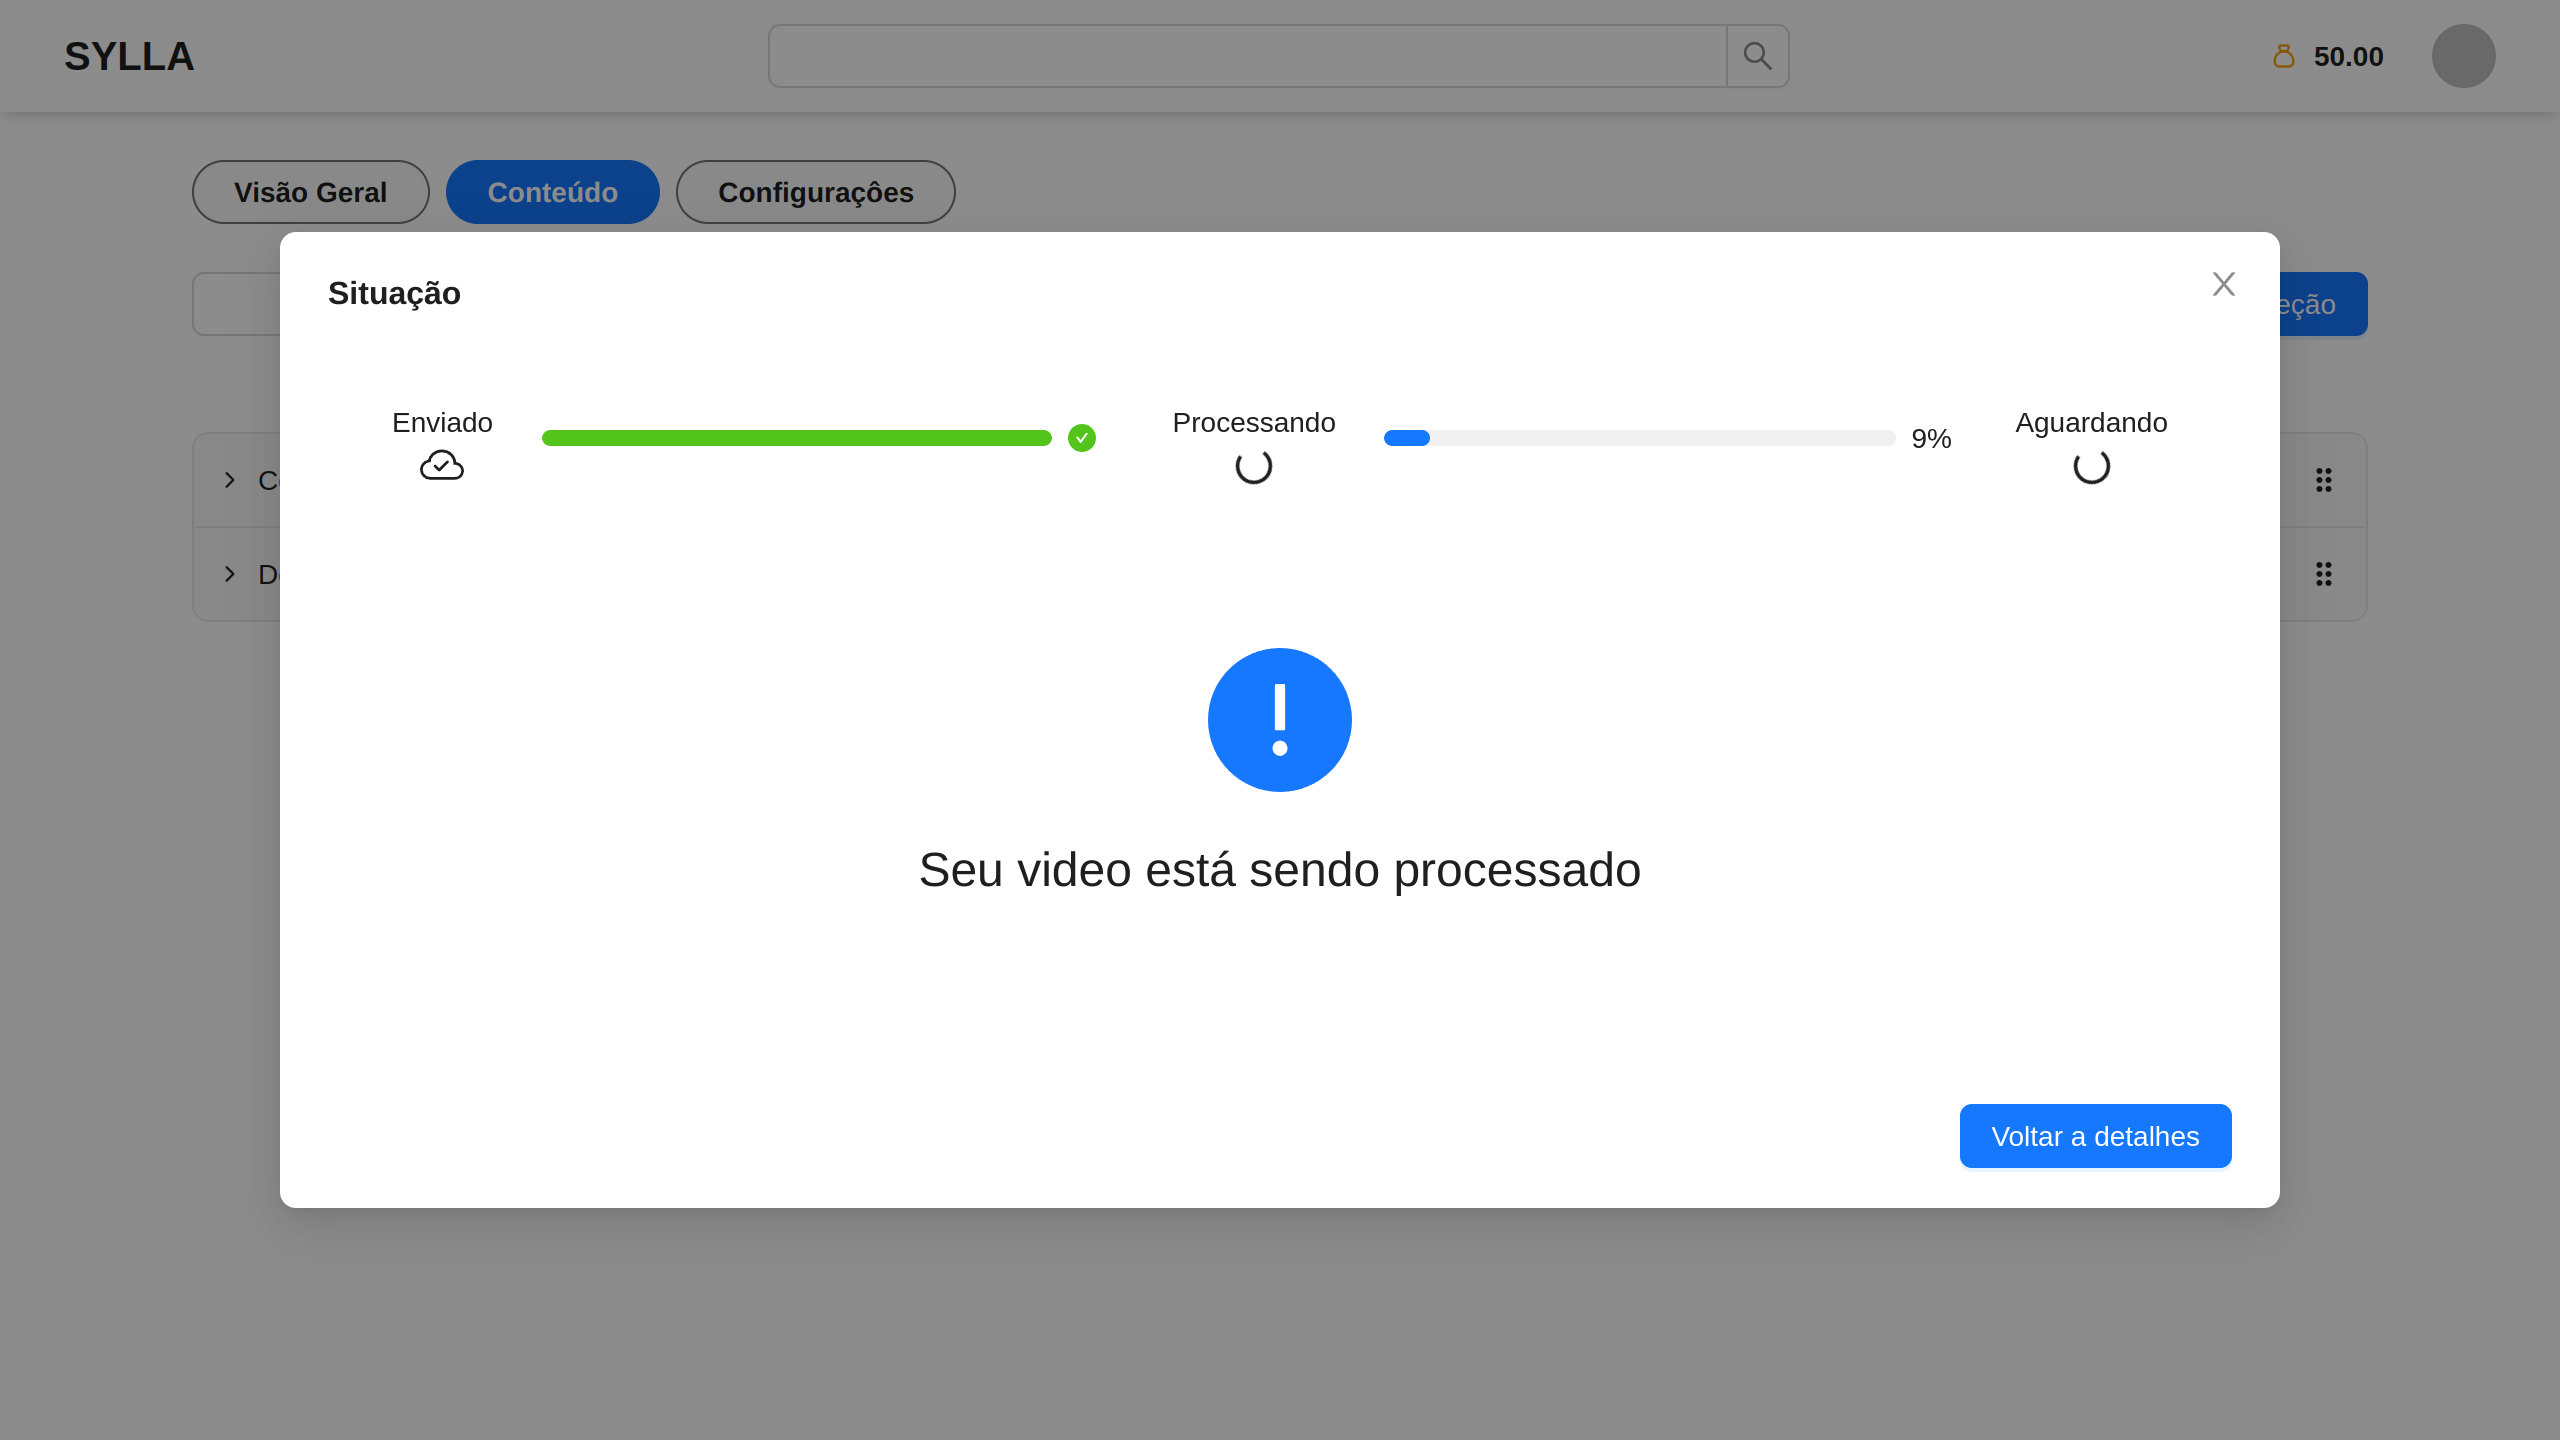 SYLLA
50.00
Visão Geral
Conteúdo
Configuraçôes
Situação
eção
Enviado
Processando
9%
Aguardando
Seu video está sendo processado
Voltar a detalhes